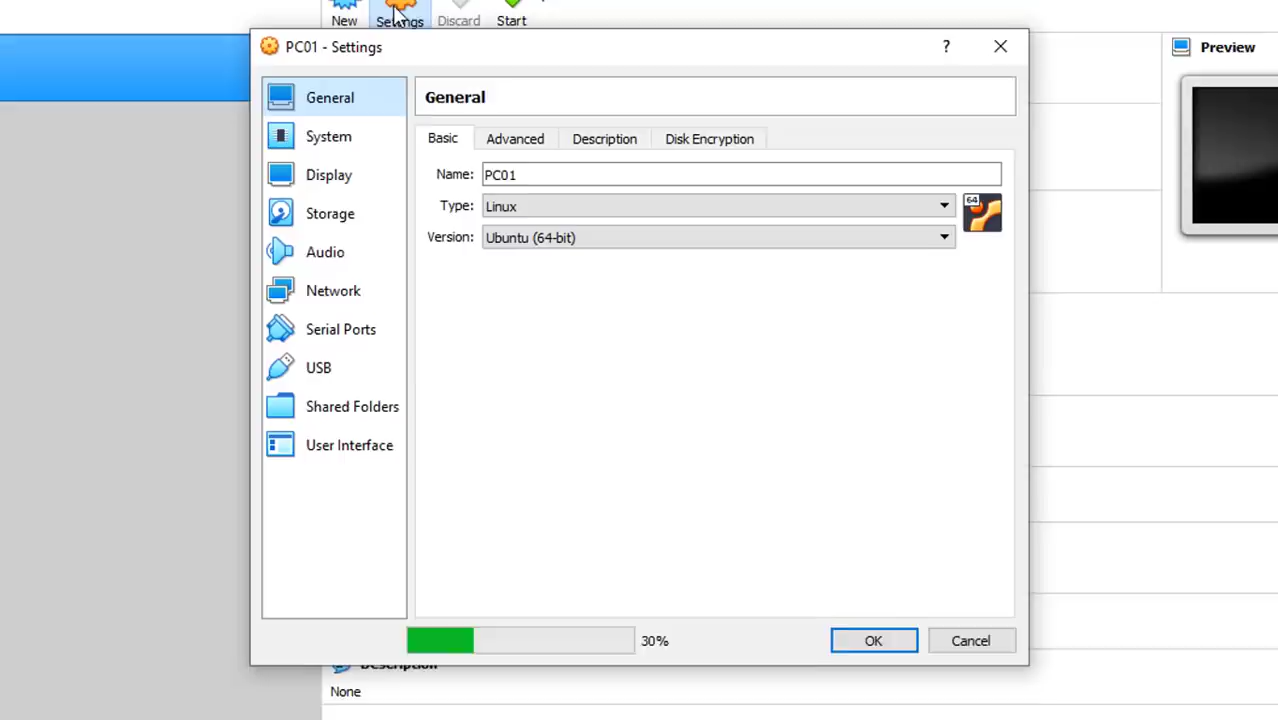 New
Settings
Discard
Start
PC01 - Settings
?
Preview
General
System
Display
Storage
Audio
Network
Serial Ports
USB
Shared Folders
User Interface
General
Basic
Advanced
Description
Disk Encryption
Name:
PC01
Type:
Linux
64
Version:
Ubuntu (64-bit)
30%
OK
Cancel
Description
None